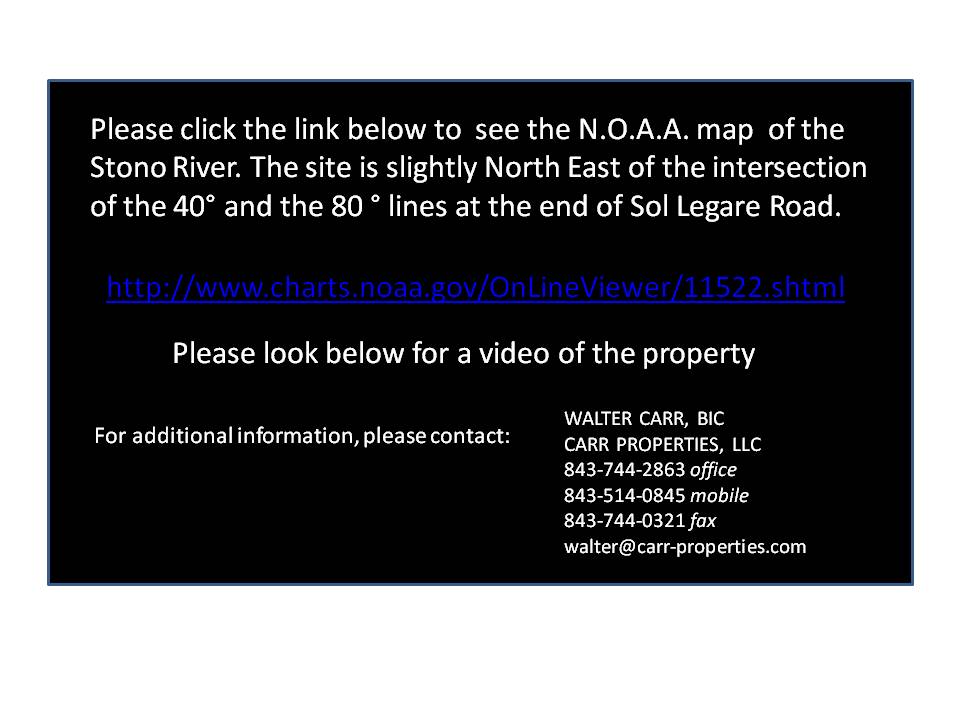 Please click the link below to  see the N.O.A.A. map  of the
Stono River. The site is slightly North East of the intersection
of the 40° and the 80 ° lines at the end of Sol Legare Road.
http://www.charts.noaa.gov/OnLineViewer/11522.shtml
Please look below for a video of the property
For additional information, please contact:
WALTER CARR, BIC
CARR PROPERTIES, LLC
843-744-2863 office
843-514-0845 mobile
843-744-0321 fax
walter@carr-properties.com